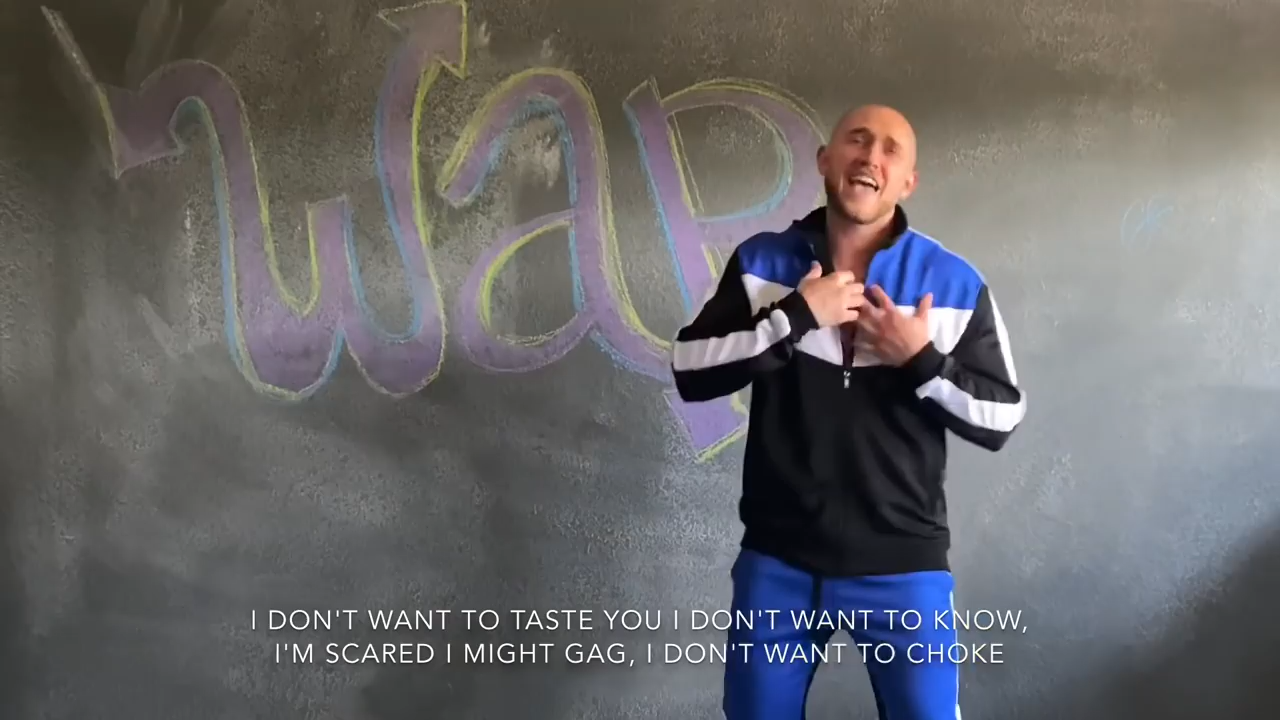 WAP
I DON'T WANT TO TASTE YOU I DON'T WANT TO KNOW,
I'M SCARED I MIGHT GAG, I DON'T WANT TO CHOKE